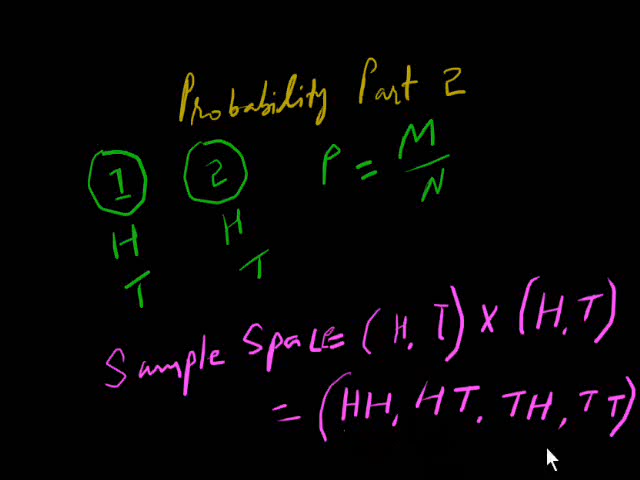 Probability Part 2
1 2 P = M/N
H H
T T
Sample Space = (H, T) x (H, T)
= (HH, HT, TH, TT)